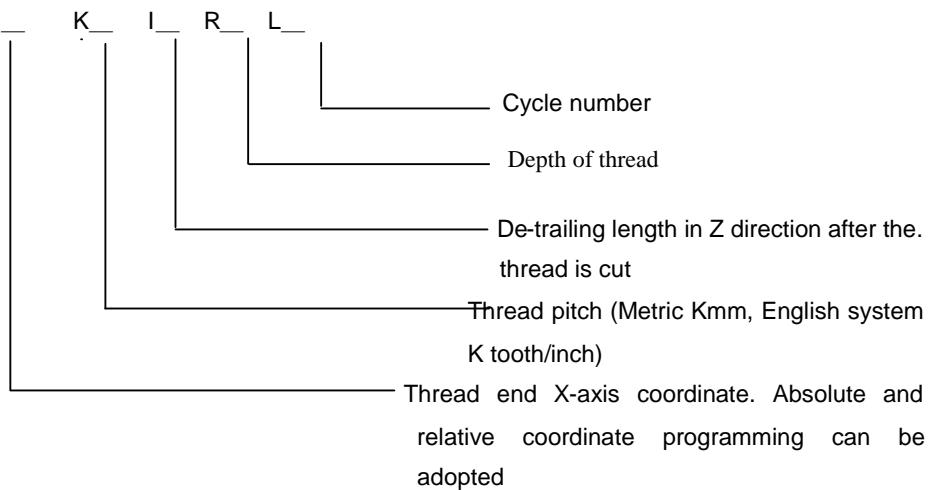 __ K__ I__ R__ L__
Cycle number
Depth of thread
De-trailing length in Z direction after the.
thread is cut
Thread pitch (Metric Kmm, English system
K tooth/inch)
Thread end X-axis coordinate. Absolute and
relative coordinate programming can be
adopted